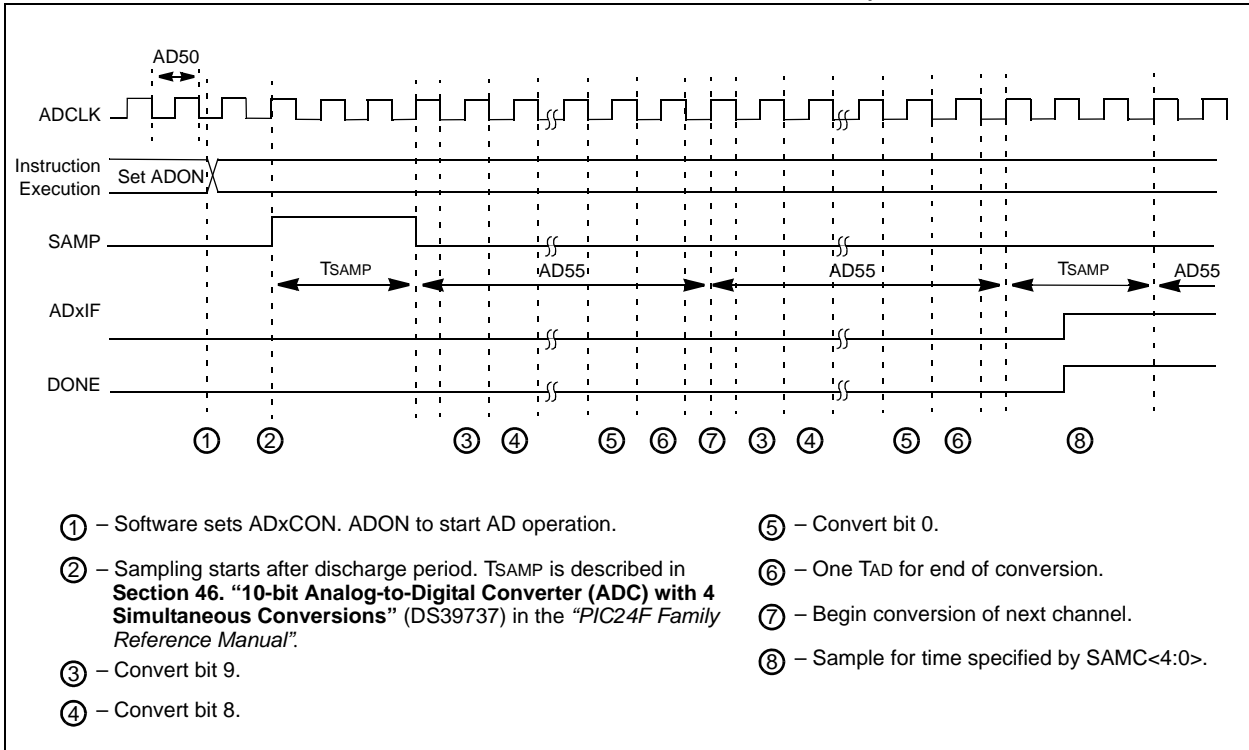 AD50
ADCLK
Instruction
Execution
Set ADON
SAMP
TSAMP
AD55
AD55
TSAMP
AD55
ADxIF
DONE
1 2 3 4 5 6 7 3 4 5 6 8
1 – Software sets ADxCON. ADON to start AD operation.
2 – Sampling starts after discharge period. TSAMP is described in
Section 46. “10-bit Analog-to-Digital Converter (ADC) with 4
Simultaneous Conversions” (DS39737) in the “PIC24F Family
Reference Manual”.
3 – Convert bit 9.
4 – Convert bit 8.
5 – Convert bit 0.
6 – One TAD for end of conversion.
7 – Begin conversion of next channel.
8 – Sample for time specified by SAMC<4:0>.